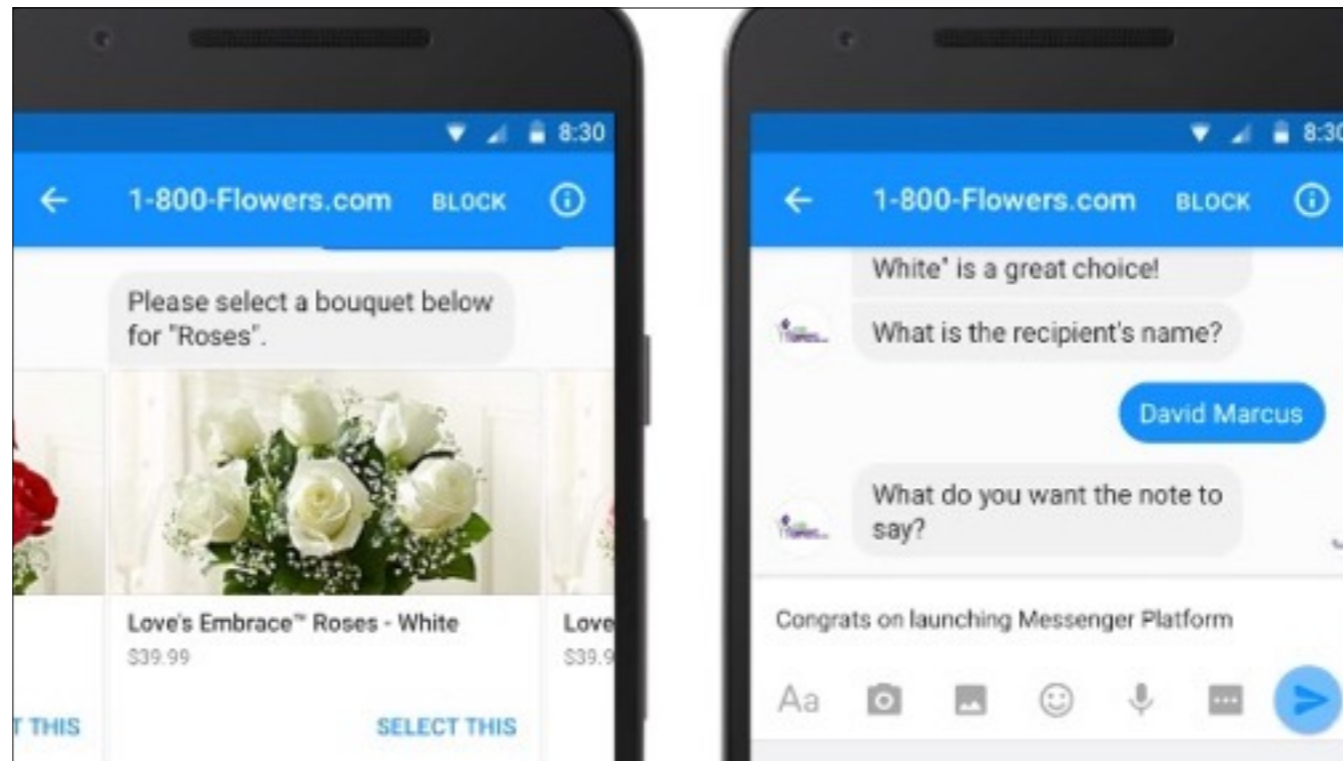 8:30
1-800-Flowers.com BLOCK
Please select a bouquet below
for "Roses".
Love's Embrace™ Roses - White
$39.99
SELECT THIS
T THIS
Love
$39.9
8:30
1-800-Flowers.com BLOCK
White" is a great choice!
What is the recipient's name?
David Marcus
What do you want the note to
say?
Congrats on launching Messenger Platform
Aa